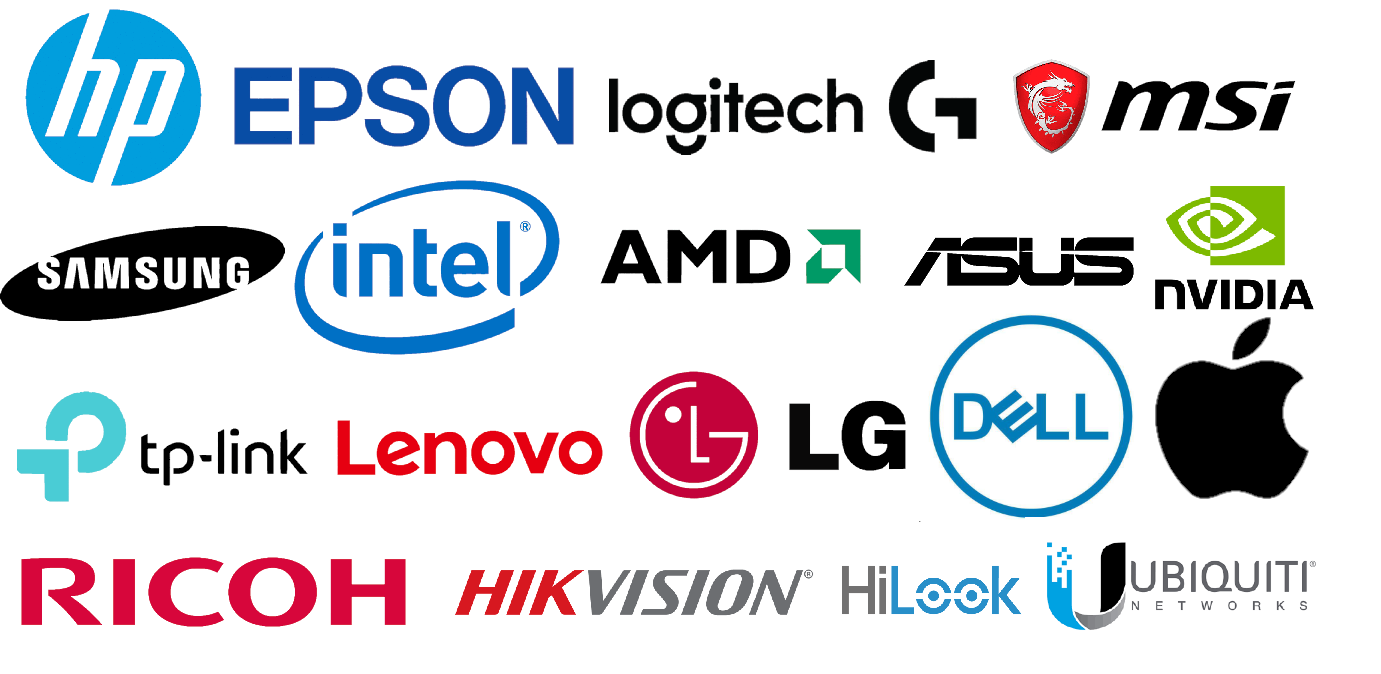 hp EPSON logitech G msi
SAMSUNG intel® AMD ASUS NVIDIA
tp-link Lenovo LG LG DELL
RICOH HIKVISION® HiLook UBIQUITI®
NETWORKS